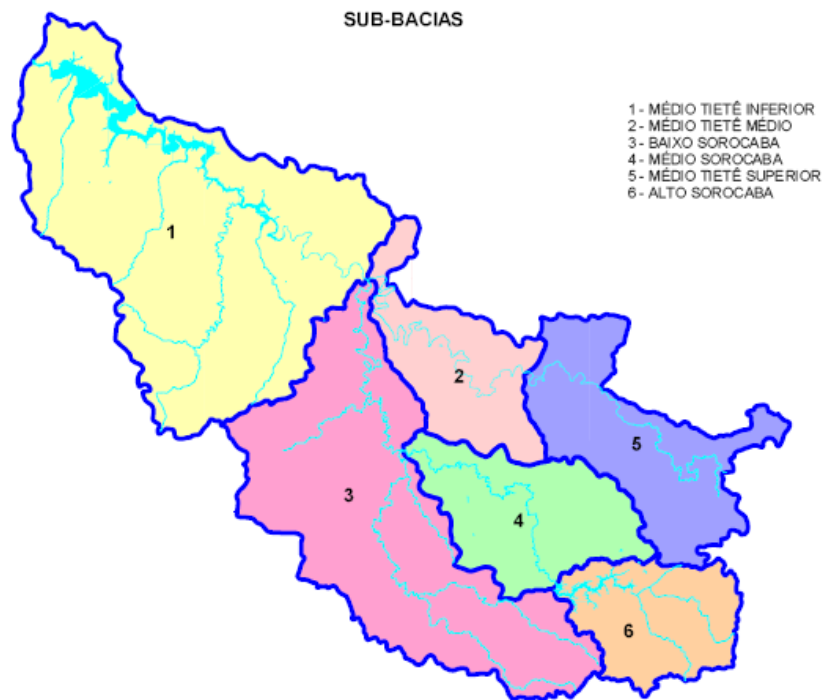 SUB-BACIAS
1 - MÉDIO TIETÊ INFERIOR
2 - MÉDIO TIETÊ MÉDIO
3 - BAIXO SOROCABA
4 - MÉDIO SOROCABA
5 - MÉDIO TIETÊ SUPERIOR
6 - ALTO SOROCABA
1
2
5
3
4
6